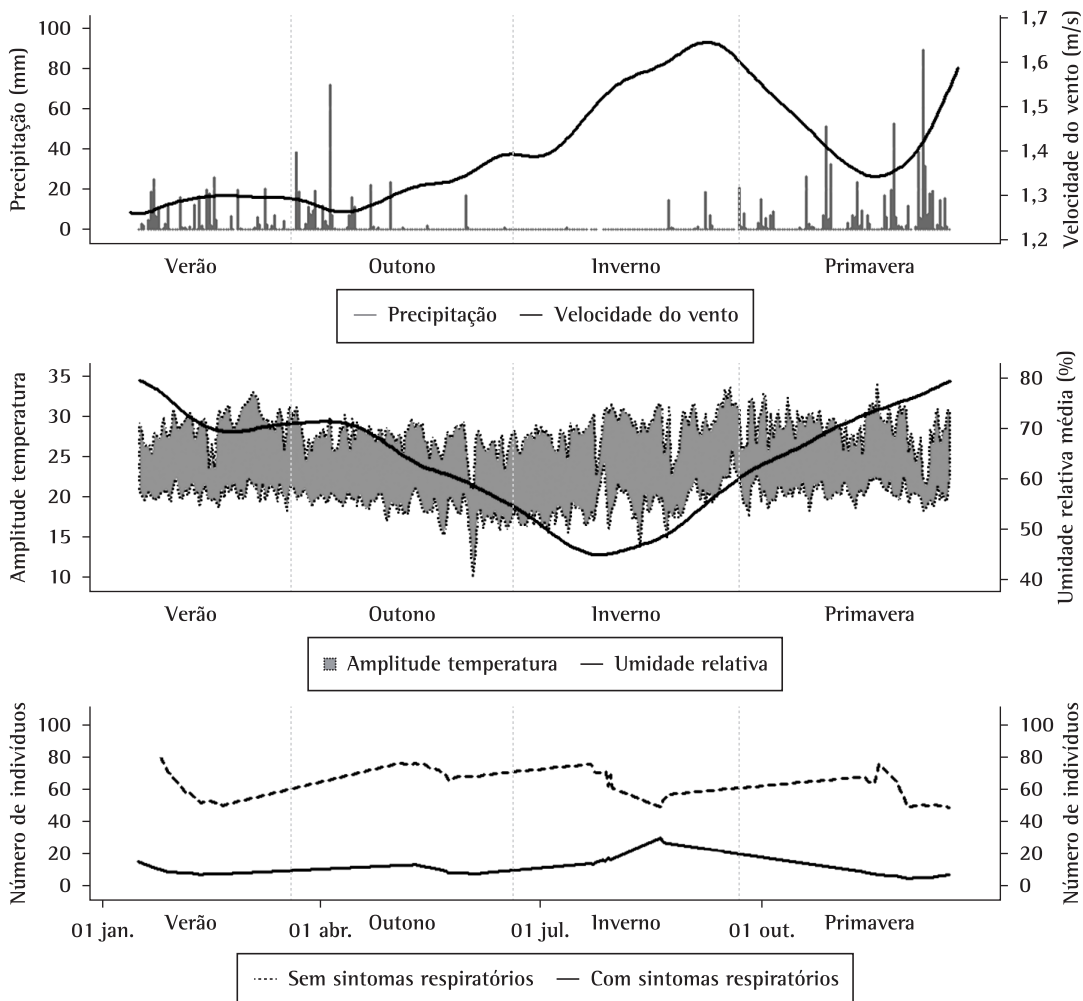 Precipitação (mm)
100
80
60
40
20
0
1,7
1,6
1,5
1,4
1,3
1,2
Velocidade do vento (m/s)
Verão Outono Inverno Primavera
Precipitação Velocidade do vento
Amplitude temperatura
35
30
25
20
15
10
80
70
60
50
40
Umidade relativa média (%)
Verão Outono Inverno Primavera
Amplitude temperatura Umidade relativa
Número de indivíduos
100
80
60
40
20
0
100
80
60
40
20
0
Número de indivíduos
01 jan. Verão 01 abr. Outono 01 jul. Inverno 01 out. Primavera
Sem sintomas respiratórios Com sintomas respiratórios